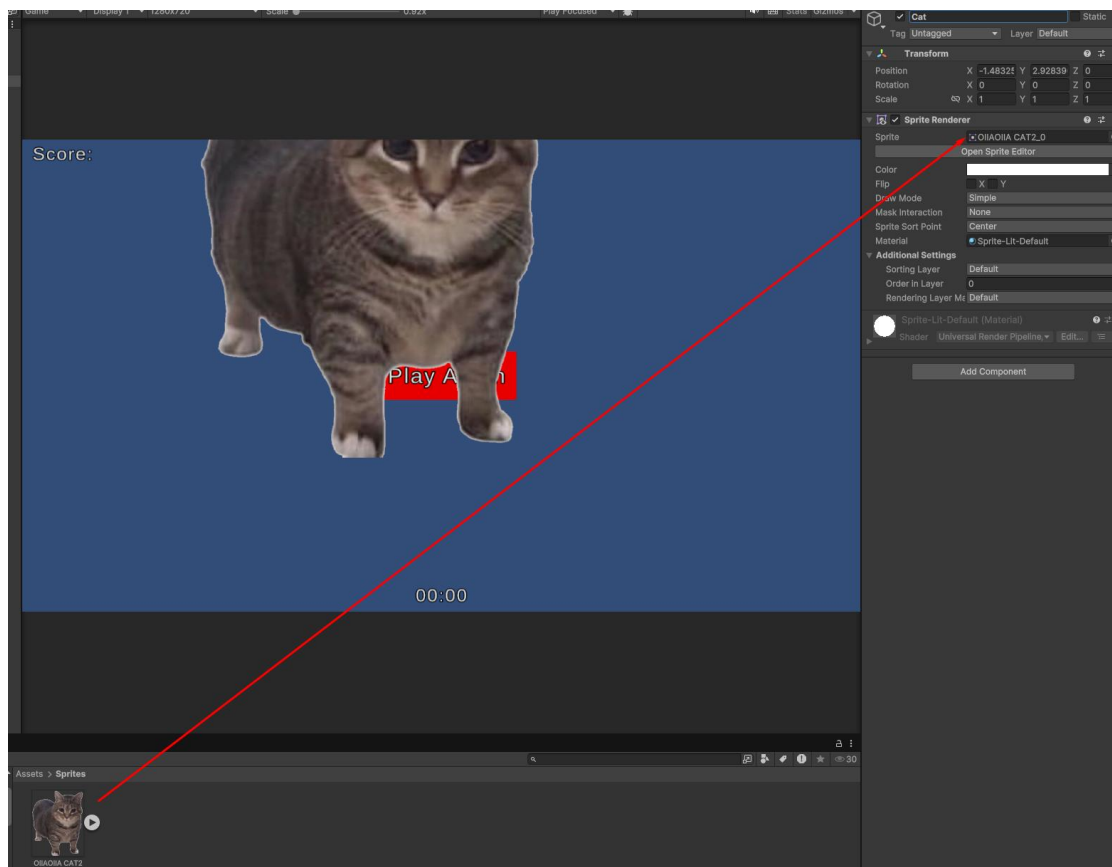 Game Display 1 1280x720 Scale 0.92x Play Focused Stats Gizmos
Cat Static
Tag Untagged Layer Default
Transform
Position X -1.48325 Y 2.92839 Z 0
Rotation X 0 Y 0 Z 0
Scale X 1 Y 1 Z 1
Sprite Renderer
Sprite OIIAOIIA CAT2_0
Open Sprite Editor
Color
Flip X Y
Draw Mode Simple
Mask Interaction None
Sprite Sort Point Center
Material Sprite-Lit-Default
Additional Settings
Sorting Layer Default
Order in Layer 0
Rendering Layer Ma Default
Sprite-Lit-Default (Material)
Shader Universal Render Pipeline Edit...
Add Component
Score:
Play A n
00:00
30
Assets > Sprites
OIIAOIIA CAT2